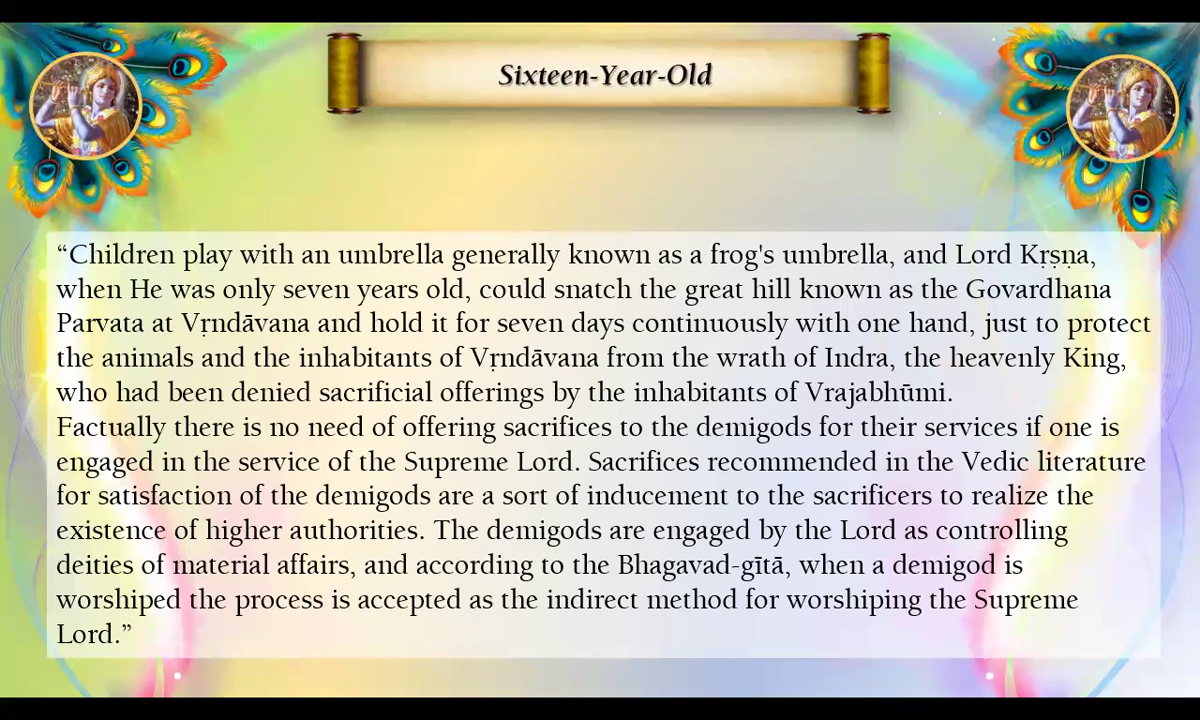 Sixteen-Year-Old
“Children play with an umbrella generally known as a frog's umbrella, and Lord Kṛṣṇa,
when He was only seven years old, could snatch the great hill known as the Govardhana
Parvata at Vṛndāvana and hold it for seven days continuously with one hand, just to protect
the animals and the inhabitants of Vṛndāvana from the wrath of Indra, the heavenly King,
who had been denied sacrificial offerings by the inhabitants of Vrajabhūmi.
Factually there is no need of offering sacrifices to the demigods for their services if one is
engaged in the service of the Supreme Lord. Sacrifices recommended in the Vedic literature
for satisfaction of the demigods are a sort of inducement to the sacrificers to realize the
existence of higher authorities. The demigods are engaged by the Lord as controlling
deities of material affairs, and according to the Bhagavad-gītā, when a demigod is
worshiped the process is accepted as the indirect method for worshiping the Supreme
Lord.”